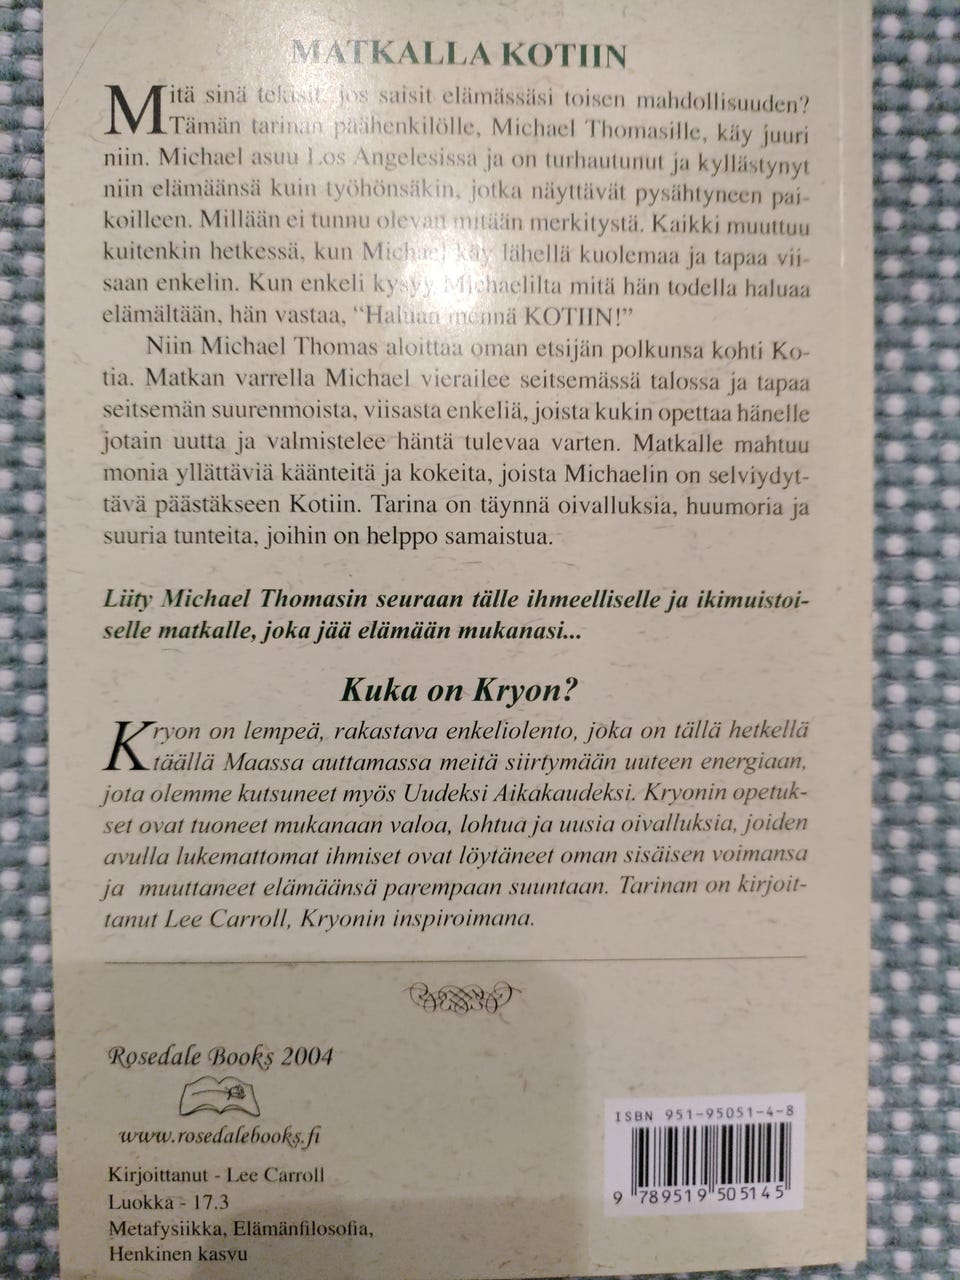 MATKALLA KOTIIN
Mitä sinä tekisit, jos saisit elämässäsi toisen mahdollisuuden?
Tämän tarinan päähenkilölle, Michael Thomasille, käy juuri
niin. Michael asuu Los Angelesissa ja on turhautunut ja kyllästynyt
niin elämäänsä kuin työhönsäkin, jotka näyttävät pysähtyneen pai-
koilleen. Millään ei tunnu olevan mitään merkitystä. Kaikki muuttuu
kuitenkin hetkessä, kun Michael käy lähellä kuolemaa ja tapaa vii-
saan enkelin. Kun enkeli kysyy Michaelilta mitä hän todella haluaa
elämältään, hän vastaa, “Haluan mennä KOTIIN!”
Niin Michael Thomas aloittaa oman etsijän polkunsa kohti Ko-
tia. Matkan varrella Michael vierailee seitsemässä talossa ja tapaa
seitsemän suurenmoista, viisasta enkeliä, joista kukin opettaa hänelle
jotain uutta ja valmistelee häntä tulevaa varten. Matkalle mahtuu
monia yllättäviä käänteitä ja kokeita, joista Michaelin on selviydyt-
tävä päästäkseen Kotiin. Tarina on täynnä oivalluksia, huumoria ja
suuria tunteita, joihin on helppo samaistua.
Liity Michael Thomasin seuraan tälle ihmeelliselle ja ikimuistoi-
selle matkalle, joka jää elämään mukanasi...
Kuka on Kryon?
Kryon on lempeä, rakastava enkeliolento, joka on tällä hetkellä
täällä Maassa auttamassa meitä siirtymään uuteen energiaan,
jota olemme kutsuneet myös Uudeksi Aikakaudeksi. Kryonin opetuk-
set ovat tuoneet mukanaan valoa, lohtua ja uusia oivalluksia, joiden
avulla lukemattomat ihmiset ovat löytäneet oman sisäisen voimansa
ja muuttaneet elämäänsä parempaan suuntaan. Tarinan on kirjoit-
tanut Lee Carroll, Kryonin inspiroimana.
Rosedale Books 2004
www.rosedalebooks.fi
Kirjoittanut - Lee Carroll
Luokka - 17.3
Metafysiikka, Elämänfilosofia,
Henkinen kasvu
ISBN 951-95051-4-8
9 789519 505145